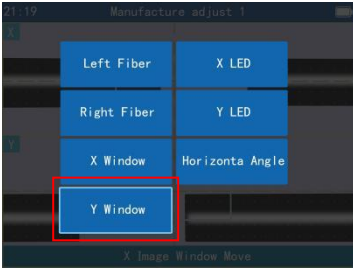 21:19 Manufacture adjust 1
X
Left Fiber X LED
Right Fiber Y LED
Y
X Window Horizonta Angle
Y Window
X Image Window Move